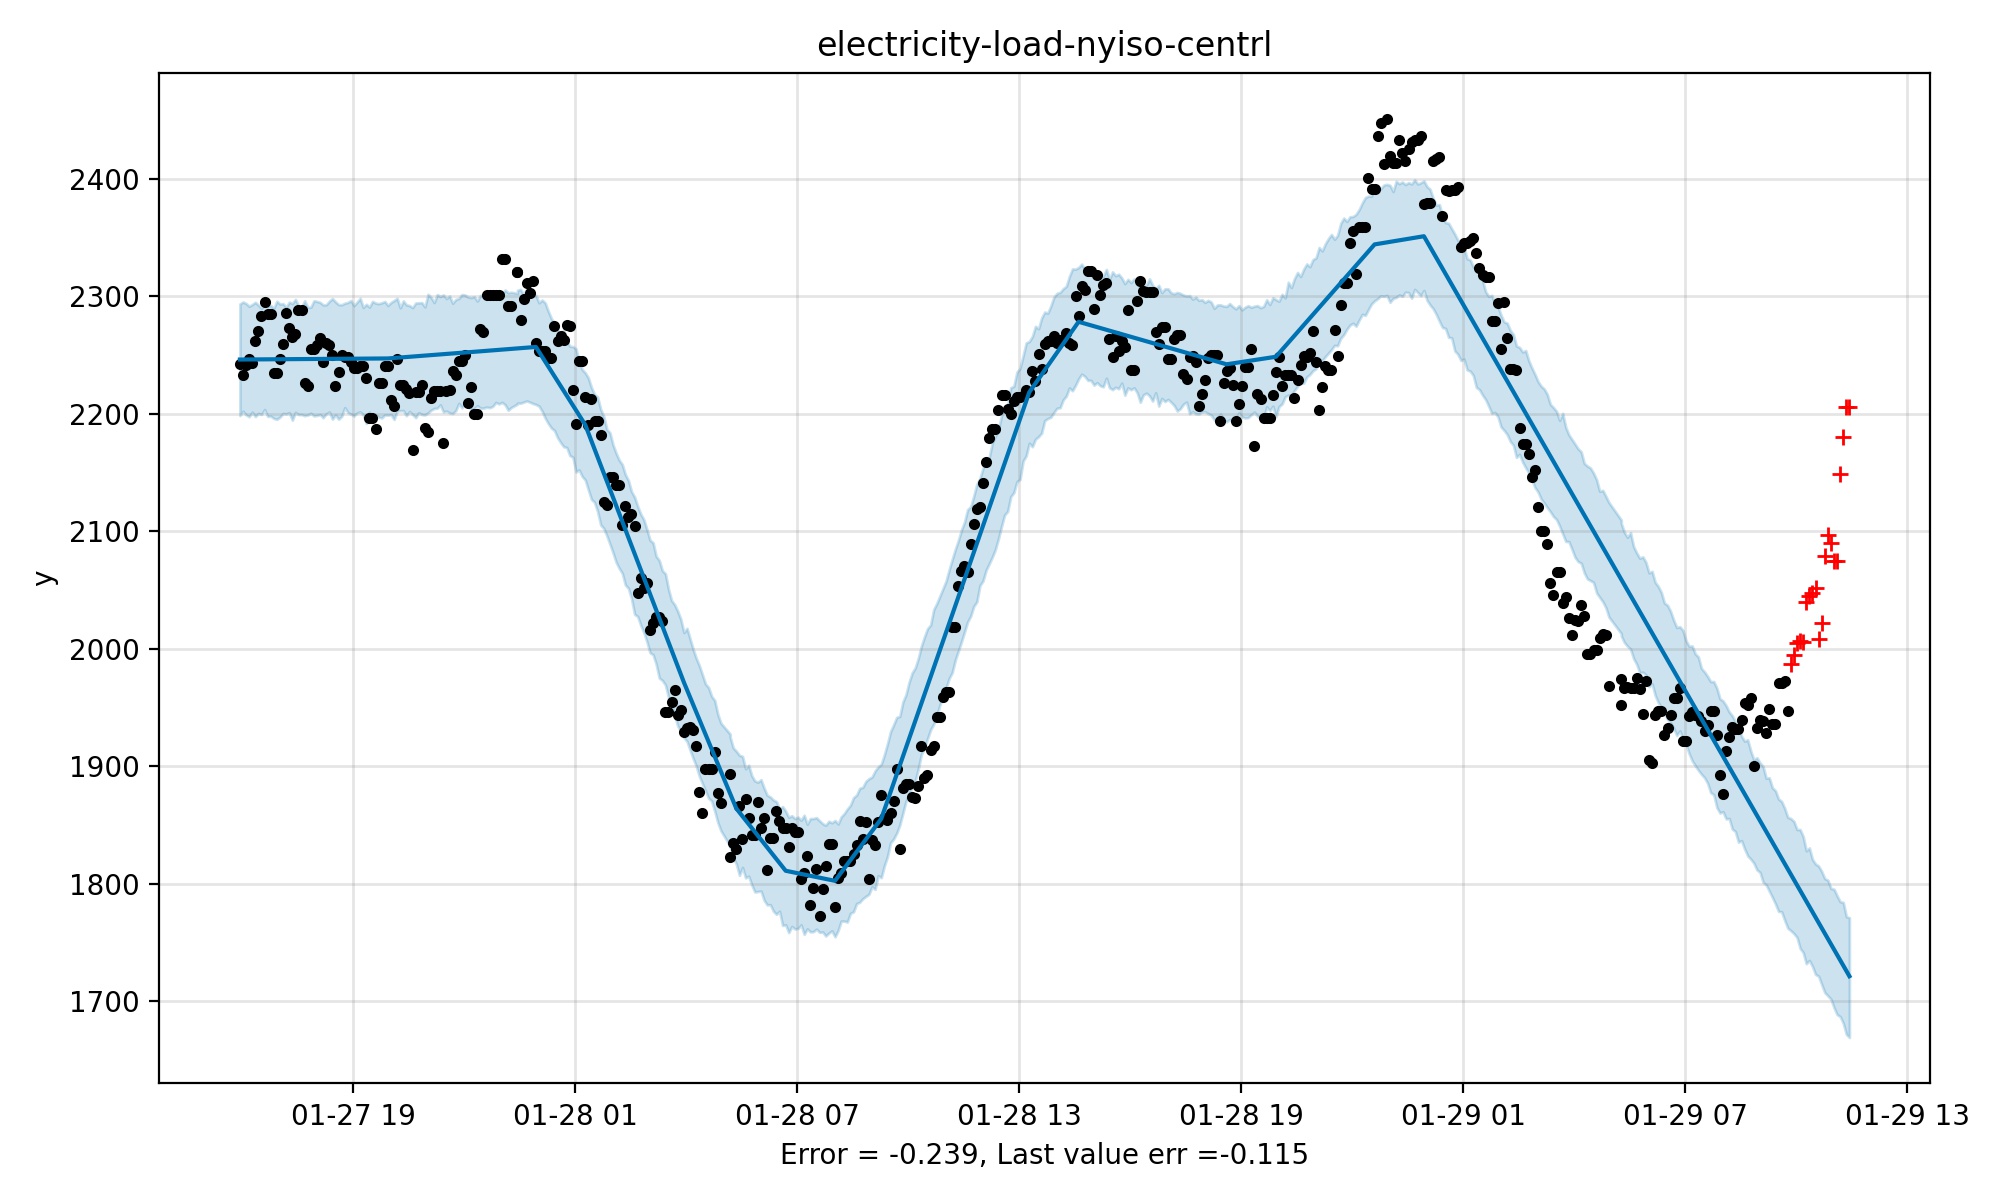 electricity-load-nyiso-centrl
2400
2300
2200
2100
2000
1900
1800
1700
y
01-27 19 01-28 01 01-28 07 01-28 13 01-28 19 01-29 01 01-29 07 01-29 13
Error = -0.239, Last value err =-0.115